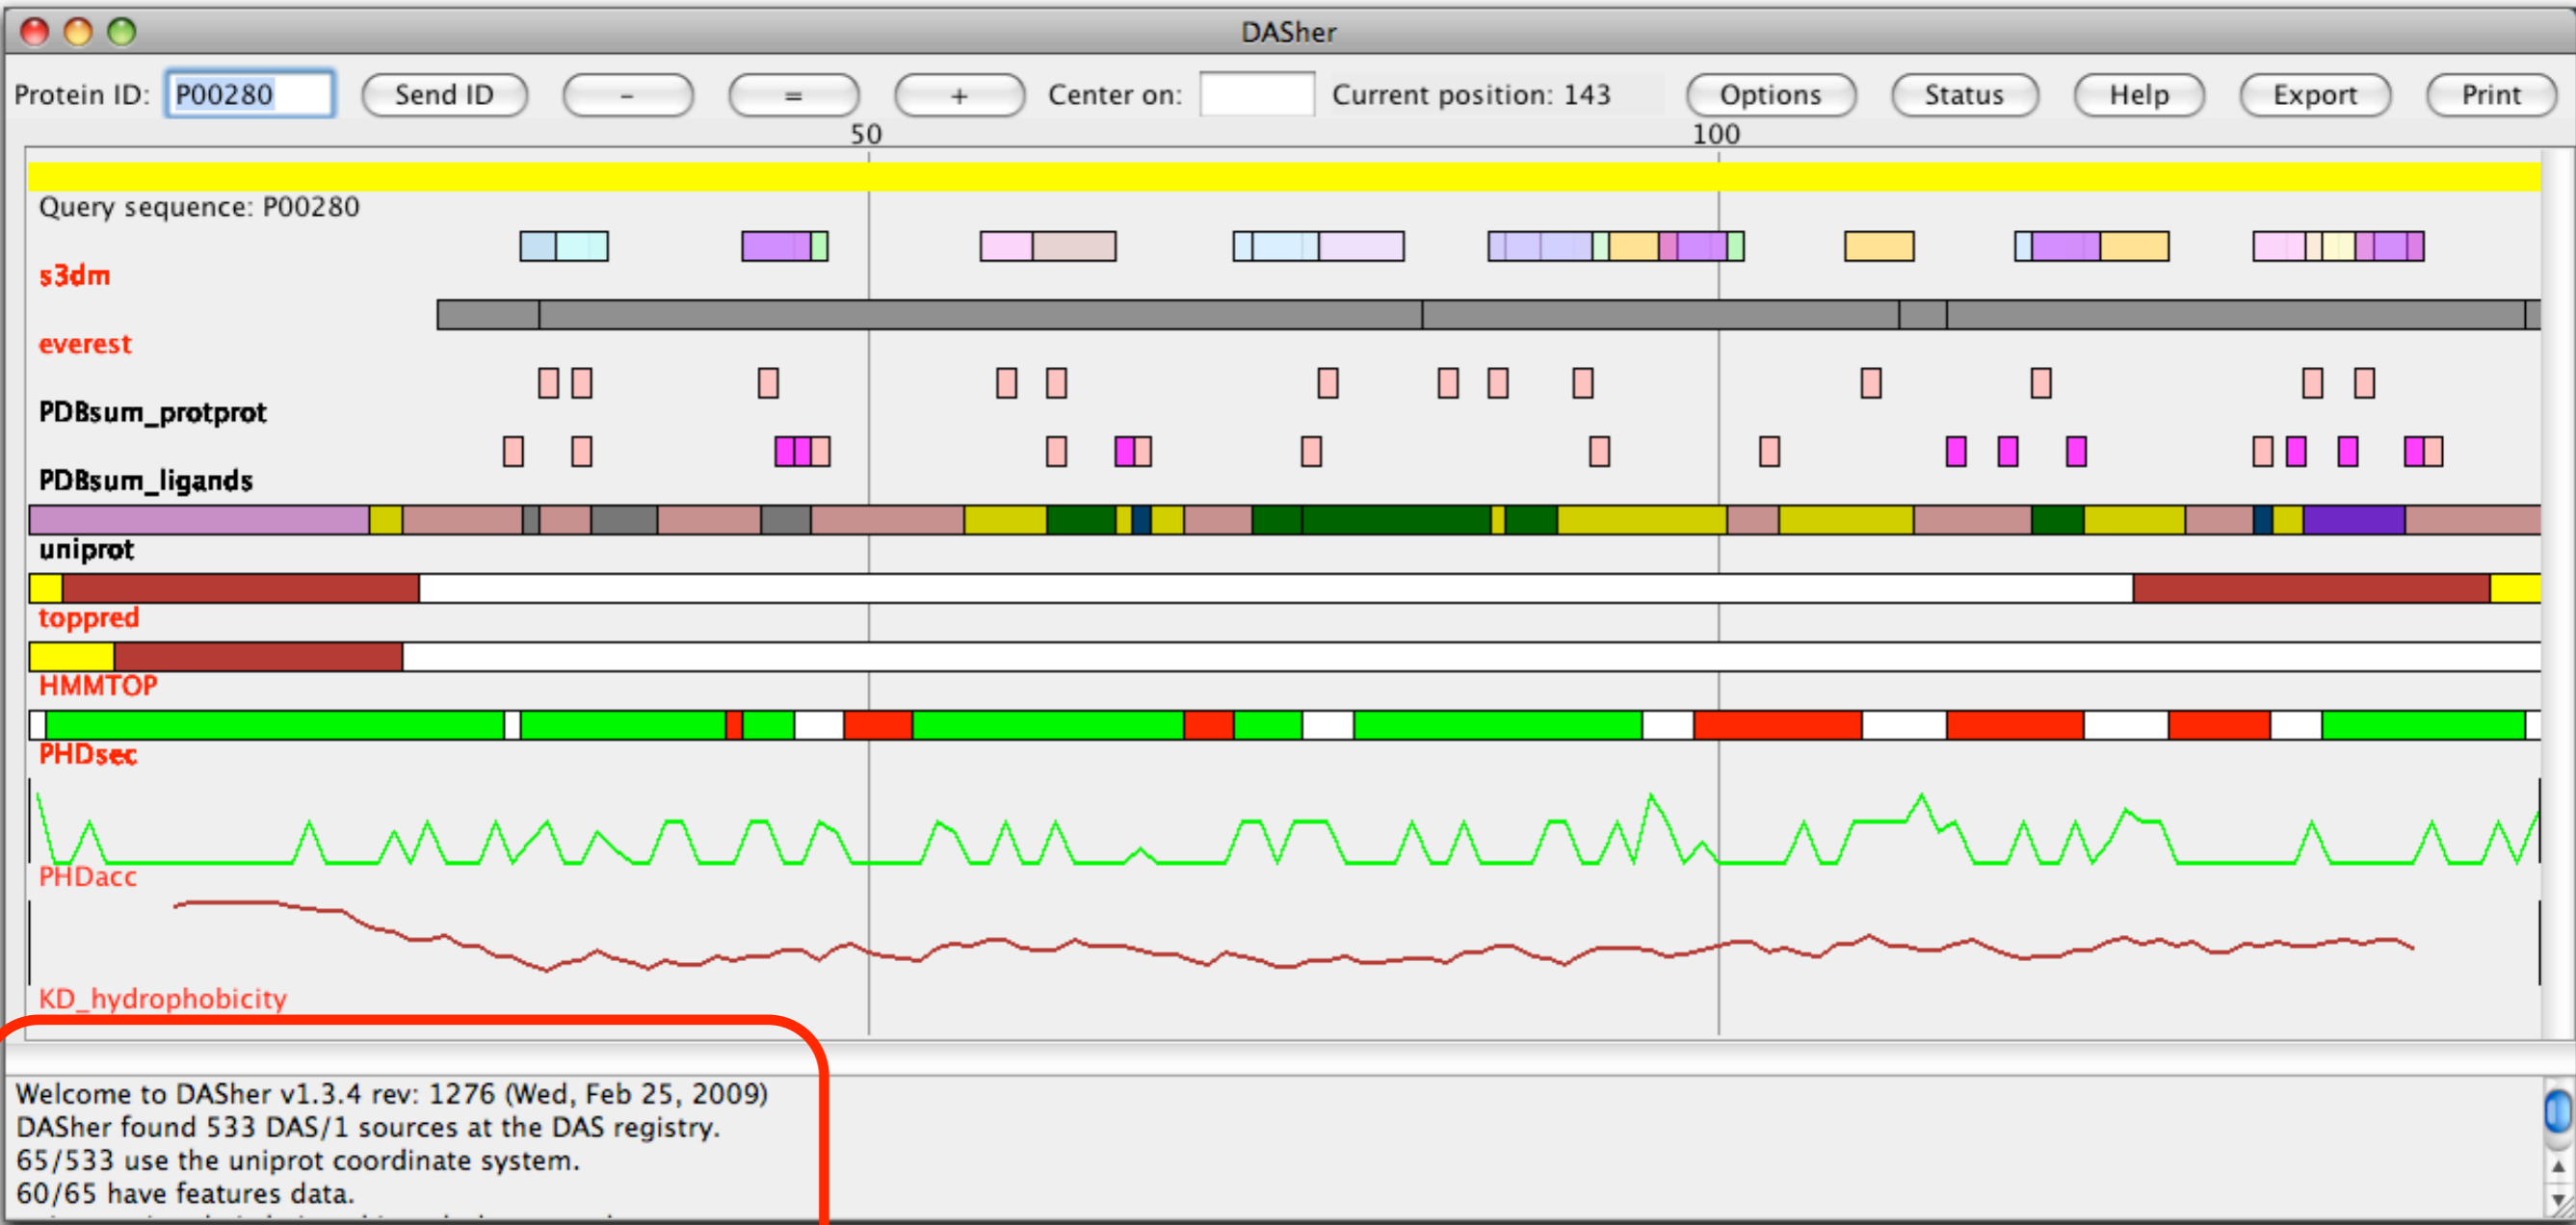 DASher
Protein ID: P00280 Send ID - = + Center on: Current position: 143 Options Status Help Export Print
50 100
Query sequence: P00280
s3dm
everest
PDBsum_protprot
PDBsum_ligands
uniprot
toppred
HMMTOP
PHDsec
PHDacc
KD_hydrophobicity
Welcome to DASher v1.3.4 rev: 1276 (Wed, Feb 25, 2009)
DASher found 533 DAS/1 sources at the DAS registry.
65/533 use the uniprot coordinate system.
60/65 have features data.